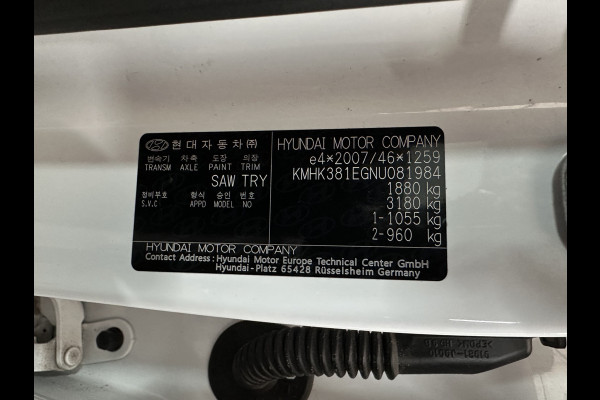 현대자동차㈜
변속기 차축 도장 의장
TRANSM AXLE PAINT TRIM
SAW TRY
정비부호 형식 승인 번호
S.V.C APPD MODEL NO
HYUNDAI MOTOR COMPANY
e4*2007/46*1259
KMHK381EGNU081984
1880 kg
3180 kg
1-1055 kg
2-960 kg
HYUNDAI MOTOR COMPANY
Contact Address : Hyundai Motor Europe Technical Center GmbH
Hyundai-Platz 65428 Rüsselsheim Germany